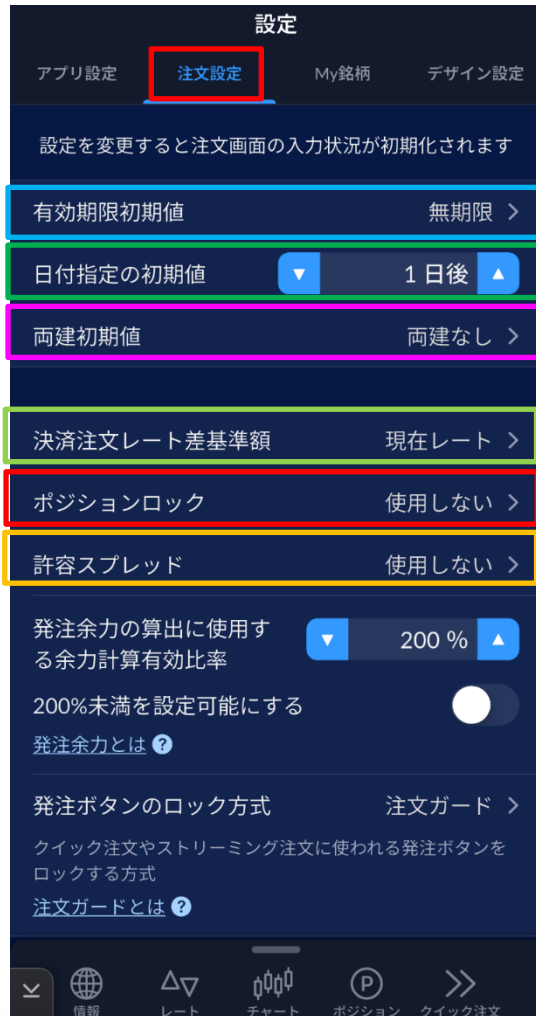 設定
アプリ設定 注文設定 My銘柄 デザイン設定
設定を変更すると注文画面の入力状況が初期化されます
有効期限初期値 無期限 >
日付指定の初期値 ▼ 1 日後 ▲
両建初期値 両建なし >
決済注文レート差基準額 現在レート >
ポジションロック 使用しない >
許容スプレッド 使用しない >
発注余力の算出に使用す
る余力計算有効比率 ▼ 200 % ▲
200%未満を設定可能にする
発注余力とは ?
発注ボタンのロック方式 注文ガード >
クイック注文やストリーミング注文に使われる発注ボタンを
ロックする方式
注文ガードとは ?
P
情報 レート チャート ポジション クイック注文